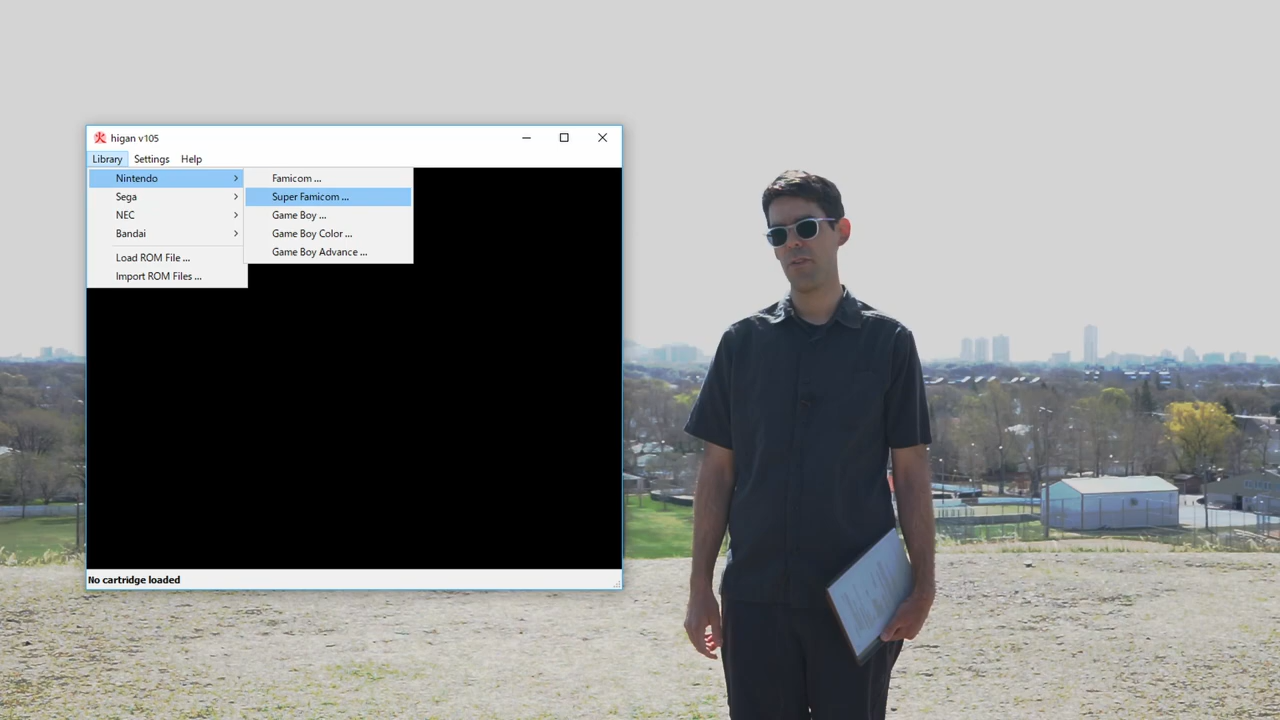 火 higan v105
Library Settings Help
Nintendo
Sega
NEC
Bandai
Load ROM File ...
Import ROM Files ...
Famicom ...
Super Famicom ...
Game Boy ...
Game Boy Color ...
Game Boy Advance ...
No cartridge loaded